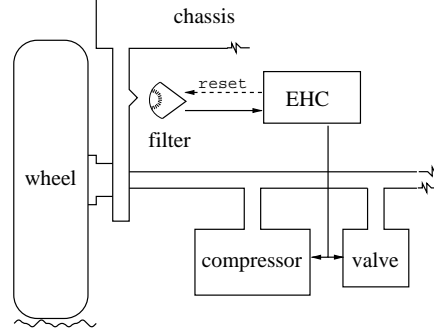 chassis
reset
EHC
filter
wheel
compressor
valve